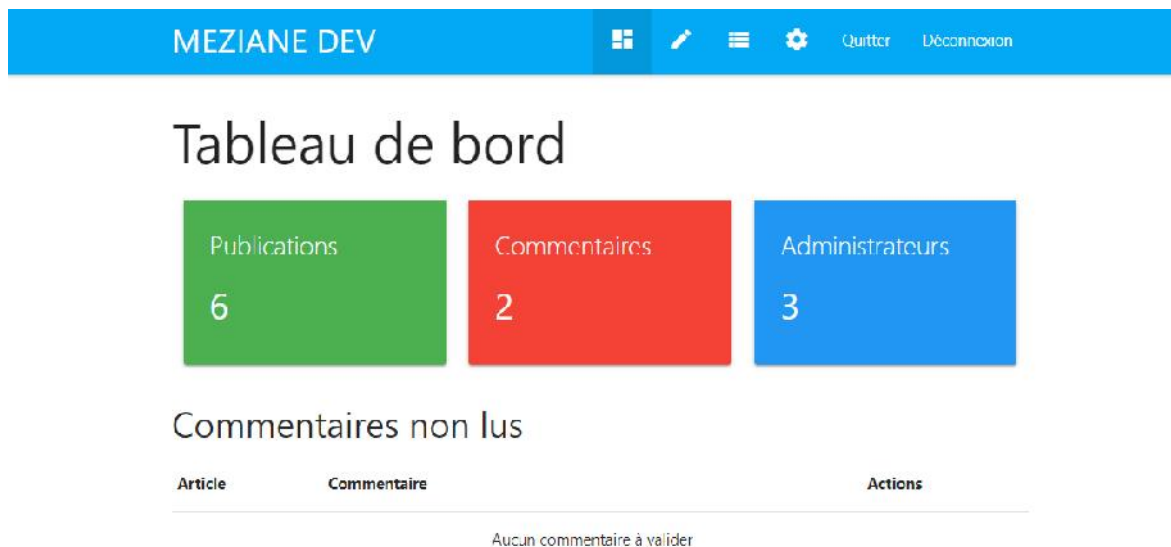 MEZIANE DEV Quitter Déconnexion
Tableau de bord
Publications Commentaires Administrateurs
6 2 3
Commentaires non lus
Article Commentaire Actions
Aucun commentaire à valider